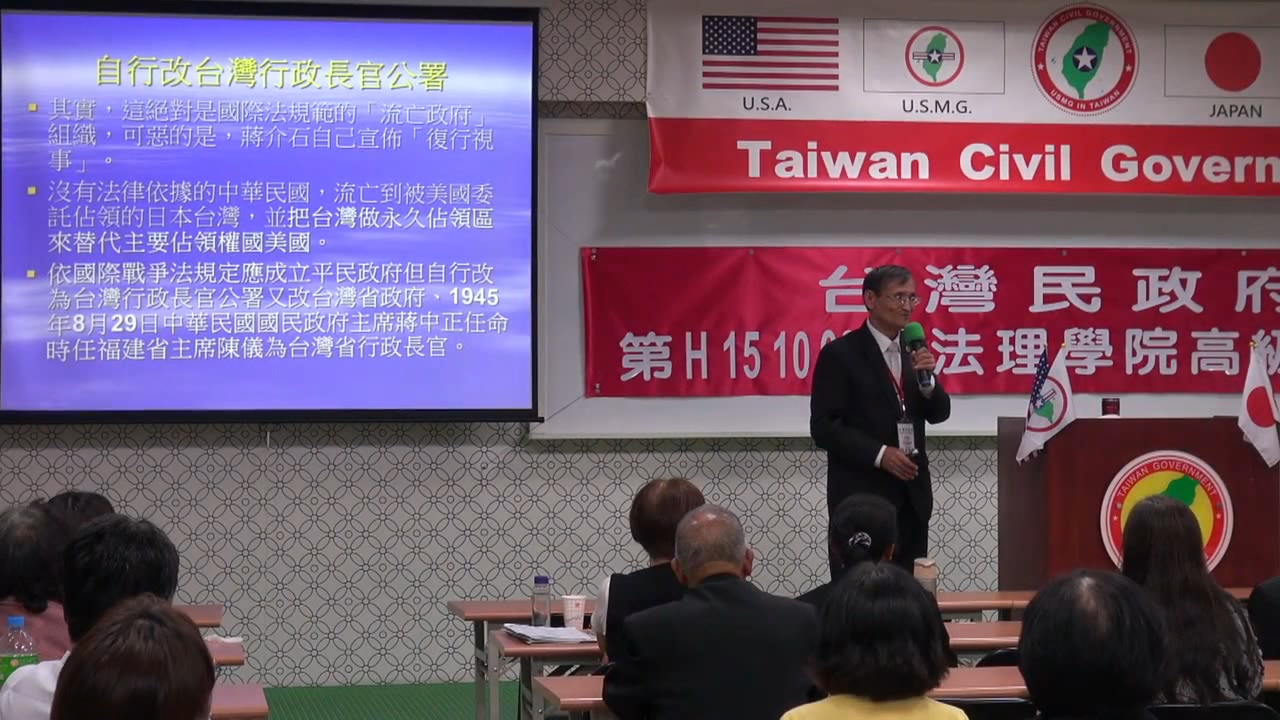 自行改台灣行政長官公署
其實，這絕對是國際法規範的「流亡政府」
組織，可惡的是，蔣介石自己宣佈「復行視
事」。
沒有法律依據的中華民國，流亡到被美國委
託佔領的日本台灣，並把台灣做永久佔領區
來替代主要佔領權國美國。
依國際戰爭法規定應成立平民政府但自行改
為台灣行政長官公署又改台灣省政府、1945
年8月29日中華民國國民政府主席蔣中正任命
時任福建省主席陳儀為台灣省行政長官。
U.S.A.
U.S.M.G.
TAIWAN CIVIL GOVERNMENT
USMG IN TAIWAN
JAPAN
Taiwan Civil Govern
台灣民政府
第H 15 10 法理學院高級
TAIWAN GOVERNMENT